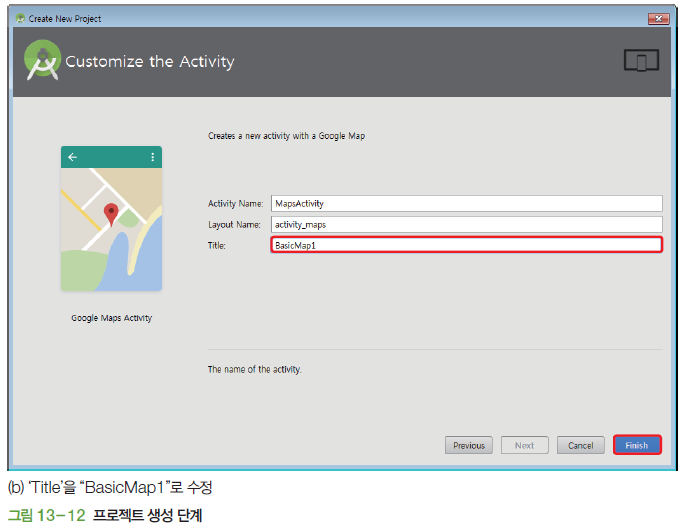 Create New Project
Customize the Activity
Creates a new activity with a Google Map
Activity Name: MapsActivity
Layout Name: activity_maps
Title: BasicMap1
Google Maps Activity
The name of the activity.
Previous Next Cancel Finish
(b) ‘Title’을 “BasicMap1”로 수정
그림 13-12 프로젝트 생성 단계